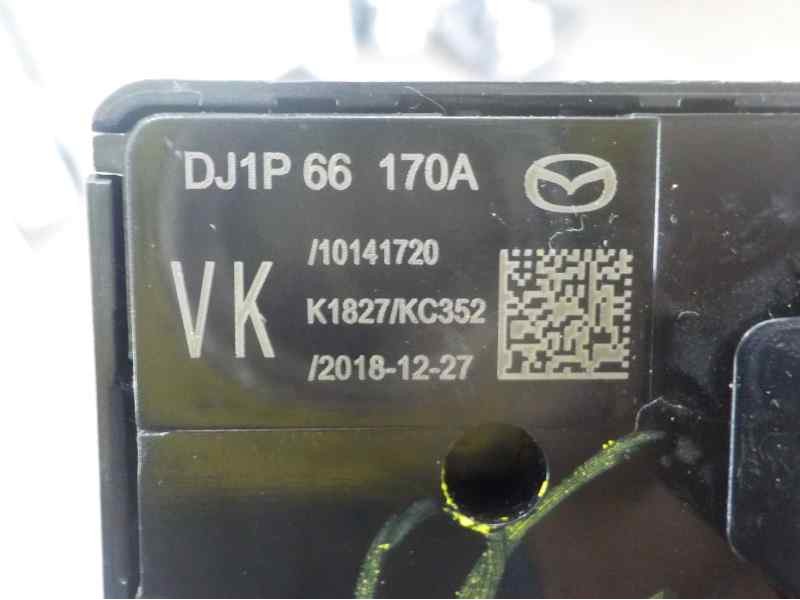 DJ1P 66 170A
/10141720
VK
K1827/KC352
/2018-12-27